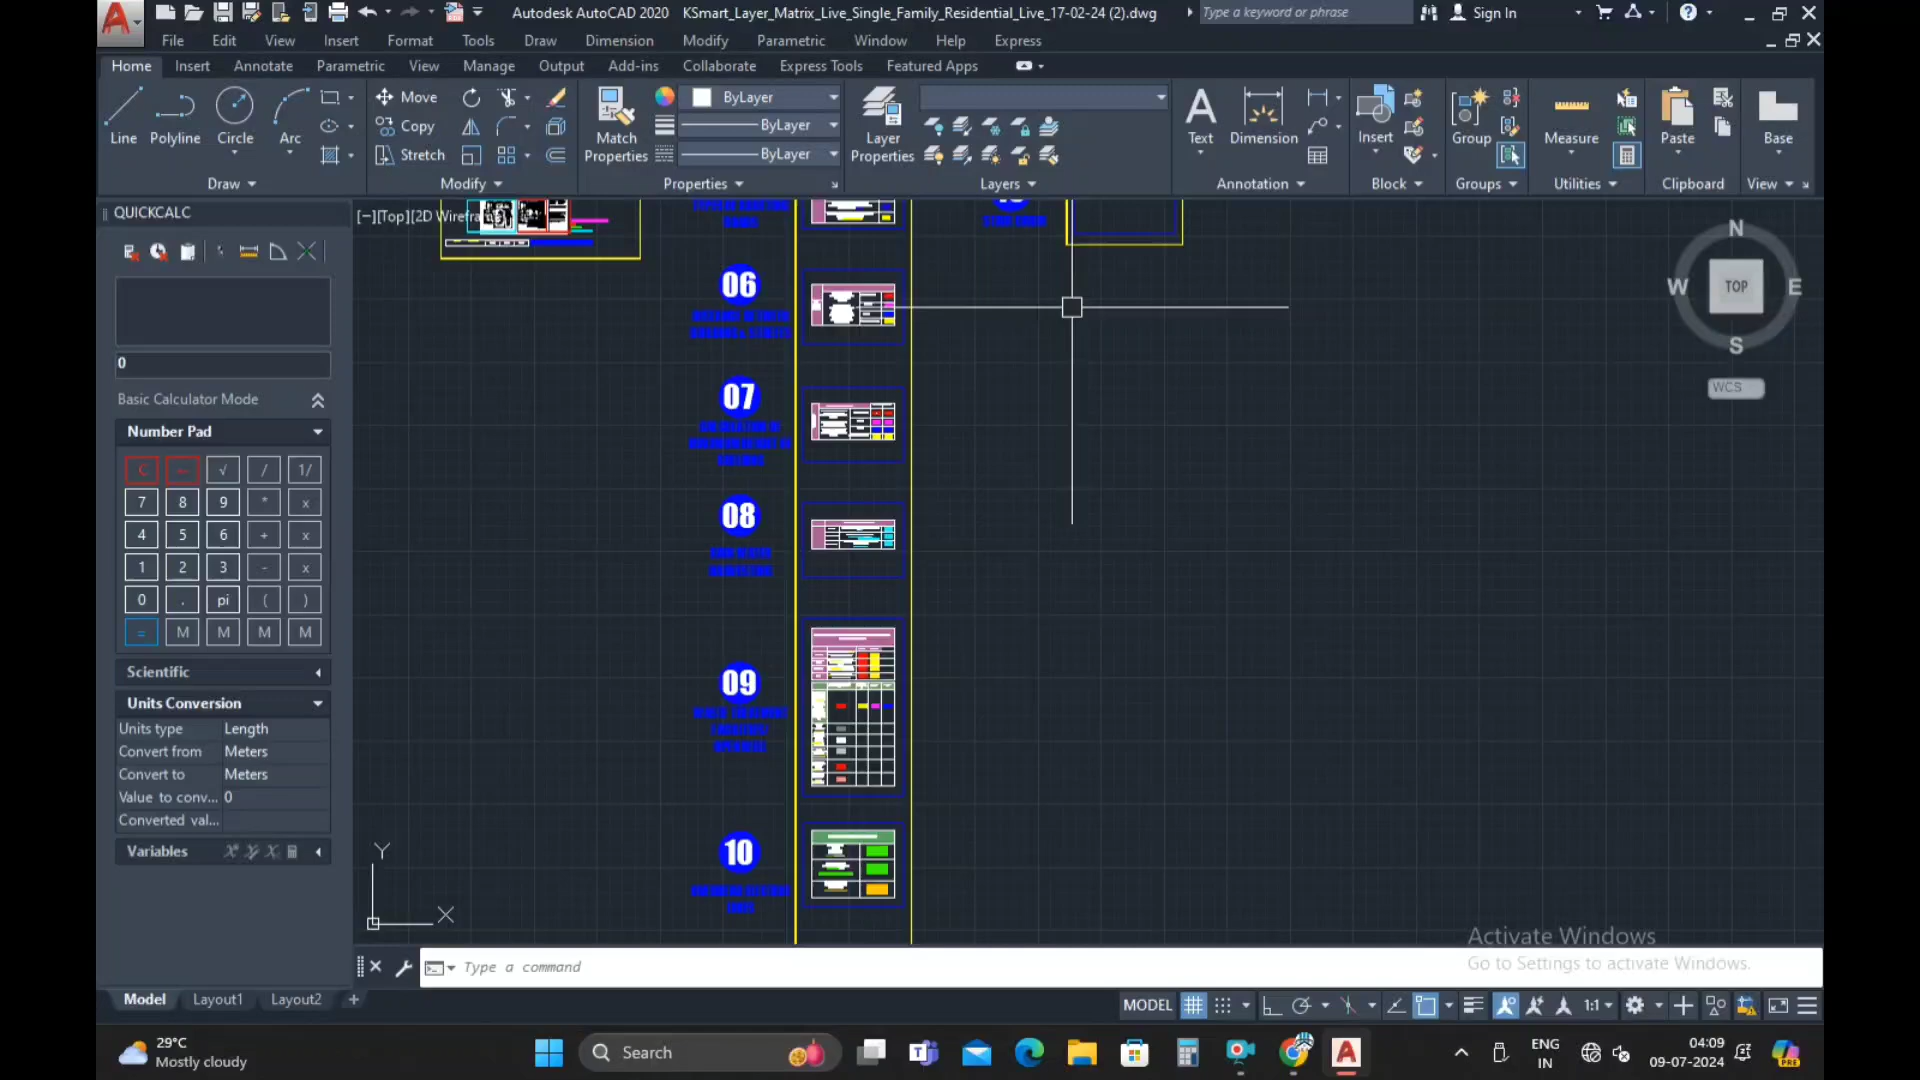 Autodesk AutoCAD 2020 KSmart_Layer_Matrix_Live_Single_Family_Residential_Live_17-02-24 (2).dwg
Type a keyword or phrase
Sign In
File Edit View Insert Format Tools Draw Dimension Modify Parametric Window Help Express
Home Insert Annotate Parametric View Manage Output Add-ins Collaborate Express Tools Featured Apps
Move
ByLayer
Copy
ByLayer
Line Polyline Circle Arc
Match Properties
Layer Properties
Text Dimension
Insert
Group
Measure
Paste
Base
Stretch
ByLayer
Draw Modify Properties Layers Annotation Block Groups Utilities Clipboard View
QUICKCALC
[−][Top][2D Wirefra
0
Basic Calculator Mode
Number Pad
C √ / 1/
7 8 9 * x
4 5 6 + x
1 2 3 - x
0 . pi ( )
= M M M M
Scientific
Units Conversion
Units type Length
Convert from Meters
Convert to Meters
Value to conv... 0
Converted val...
Variables
06
07
08
09
10
N
W TOP E
S
WCS
Y
X
Activate Windows
Go to Settings to activate Windows.
Type a command
Model Layout1 Layout2 +
MODEL
1:1
29°C
Mostly cloudy
Search
ENG
IN
04:09
09-07-2024